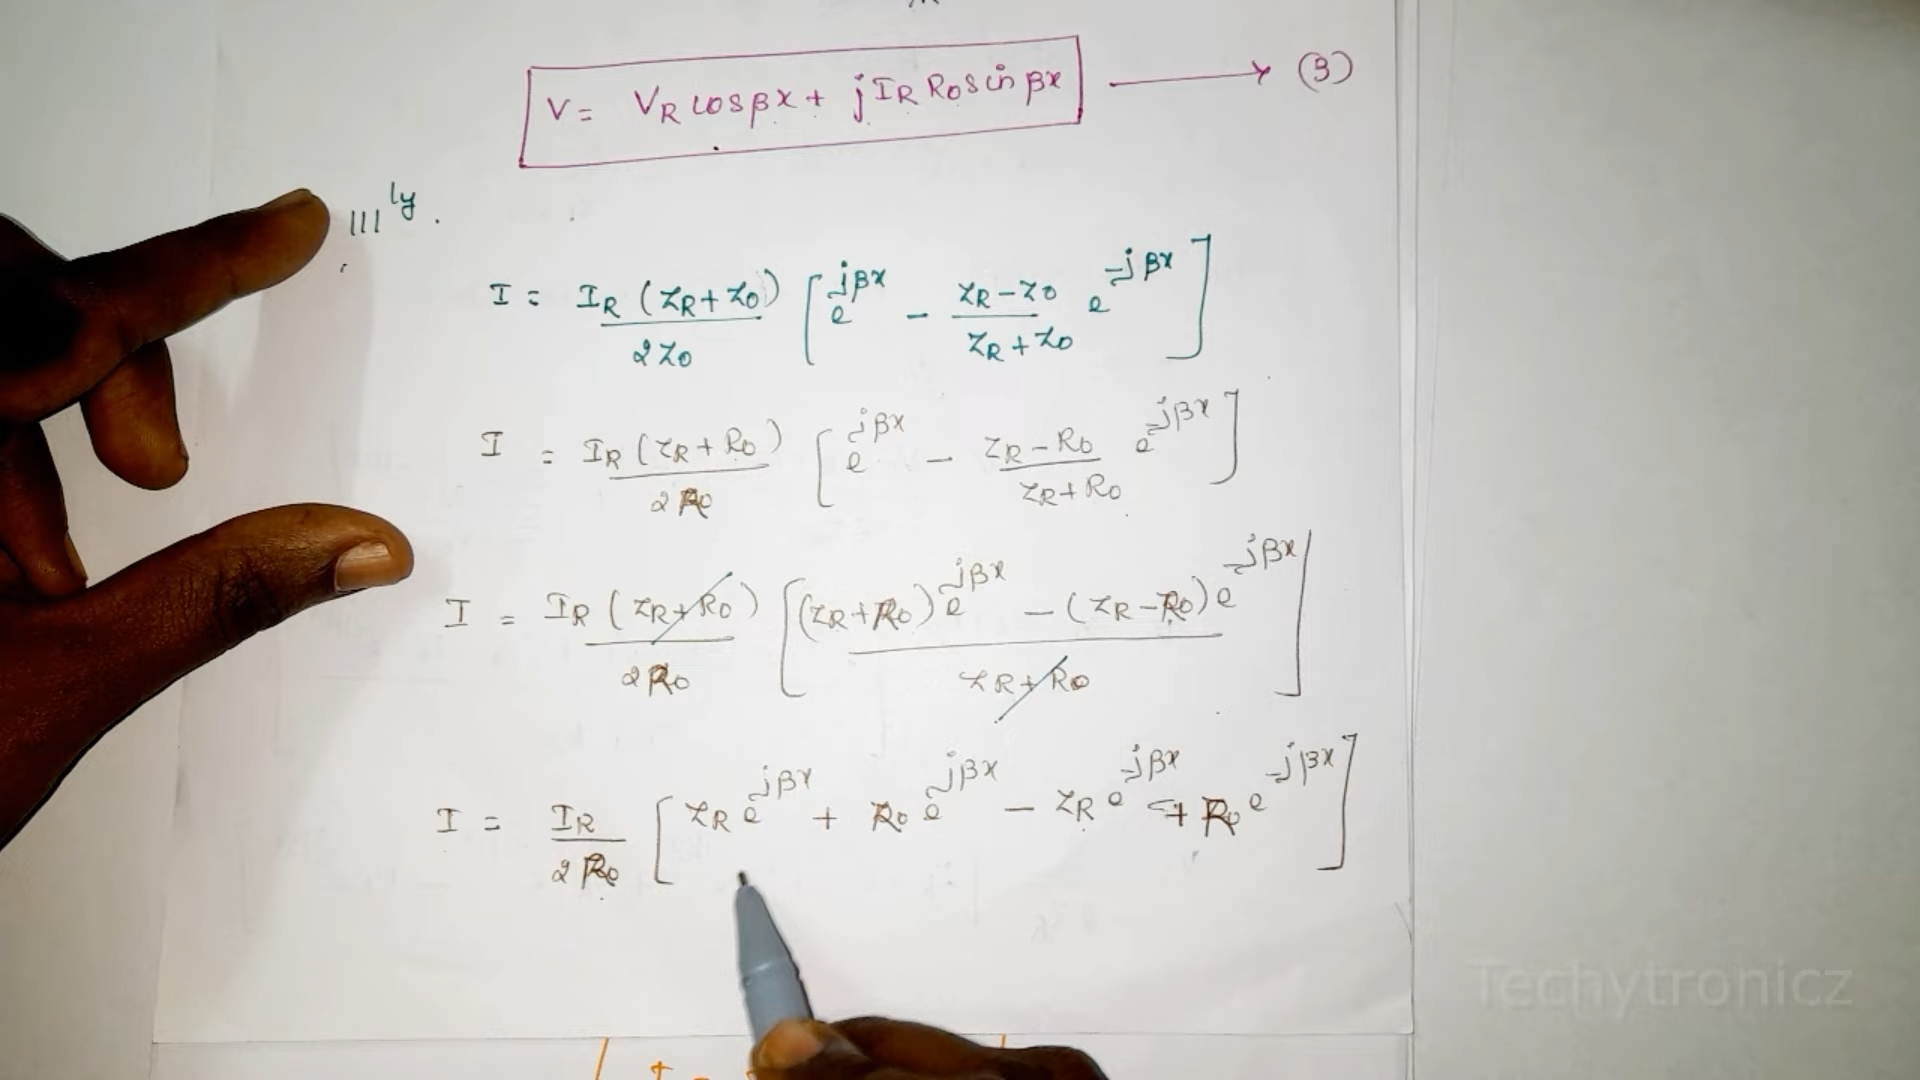 V = V_R cosβx + j I_R R_0 sin βx → (3)
|||ly.
I = I_R (Z_R + Z_0) / 2Z_0 [ e^{jβx} - (Z_R - Z_0) / (Z_R + Z_0) e^{-jβx} ]
I = I_R (Z_R + R_0) / 2R_0 [ e^{jβx} - (Z_R - R_0) / (Z_R + R_0) e^{-jβx} ]
I = I_R (Z_R + R_0) / 2R_0 [ ((Z_R + R_0) e^{jβx} - (Z_R - R_0) e^{-jβx}) / (Z_R + R_0) ]
I = I_R / 2R_0 [ Z_R e^{jβx} + R_0 e^{jβx} - Z_R e^{-jβx} + R_0 e^{-jβx} ]
Techytronicz